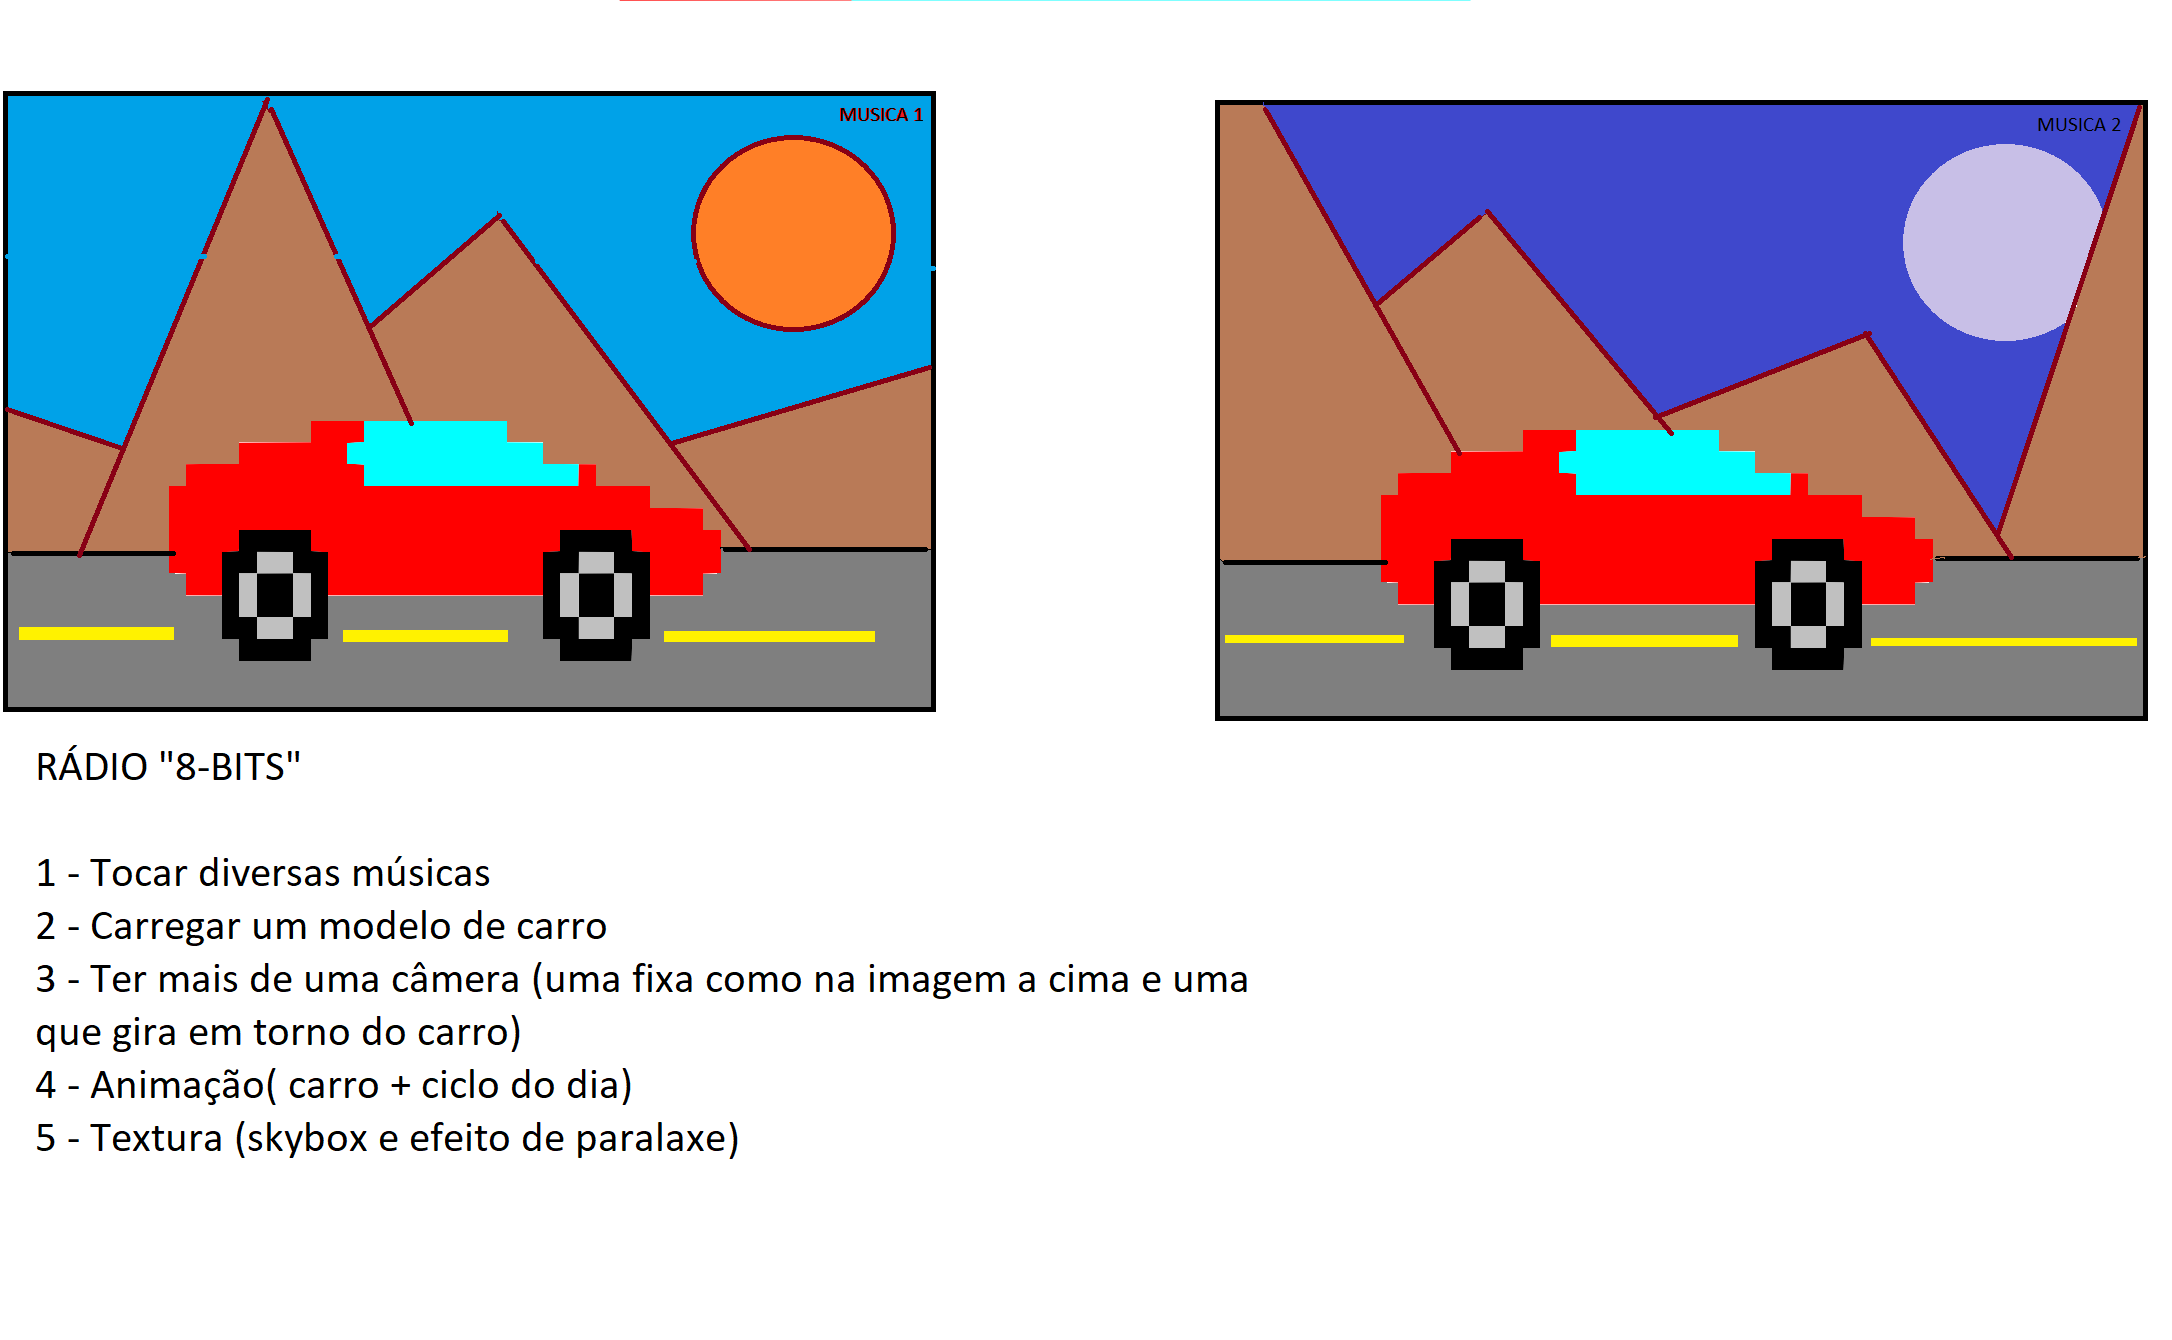 MUSICA 1
MUSICA 2
RÁDIO "8-BITS"
1 - Tocar diversas músicas
2 - Carregar um modelo de carro
3 - Ter mais de uma câmera (uma fixa como na imagem a cima e uma
que gira em torno do carro)
4 - Animação( carro + ciclo do dia)
5 - Textura (skybox e efeito de paralaxe)